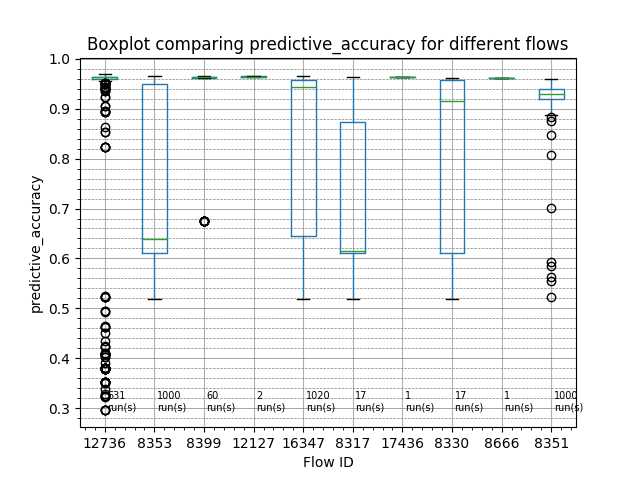 Boxplot comparing predictive_accuracy for different flows
predictive_accuracy
1.0
0.9
0.8
0.7
0.6
0.5
0.4
0.3
531 1000 60 2 1020 17 1 17 1 1000
run(s) run(s) run(s) run(s) run(s) run(s) run(s) run(s) run(s) run(s)
12736 8353 8399 12127 16347 8317 17436 8330 8666 8351
Flow ID